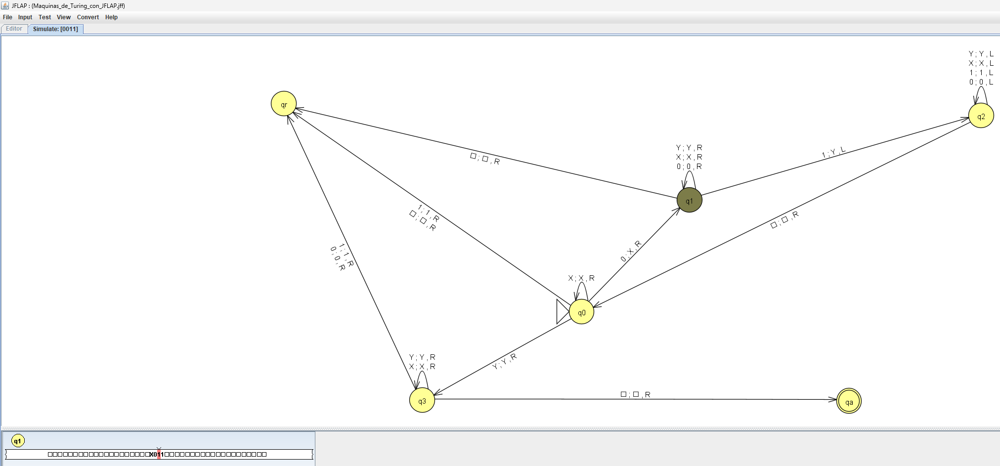 JFLAP : (Maquinas_de_Turing_con_JFLAP.jff)
File Input Test View Convert Help
Editor Simulate: [0011]
Y ; Y , L
X ; X , L
1 ; 1 , L
0 ; 0 , L
qr
q2
Y ; Y , R
X ; X , R
0 ; 0 , R
1 ; Y , L
□ ; □ , R
q1
1 ; 1 , R
□ ; □ , R
□ ; □ , R
1 ; 1 , R
0 ; 0 , R
0 ; X , R
X ; X , R
q0
Y ; Y , R
Y ; Y , R
X ; X , R
□ ; □ , R
q3
qa
q1
□□□□□□□□□□□□□□□□□□□□X011□□□□□□□□□□□□□□□□□□□□